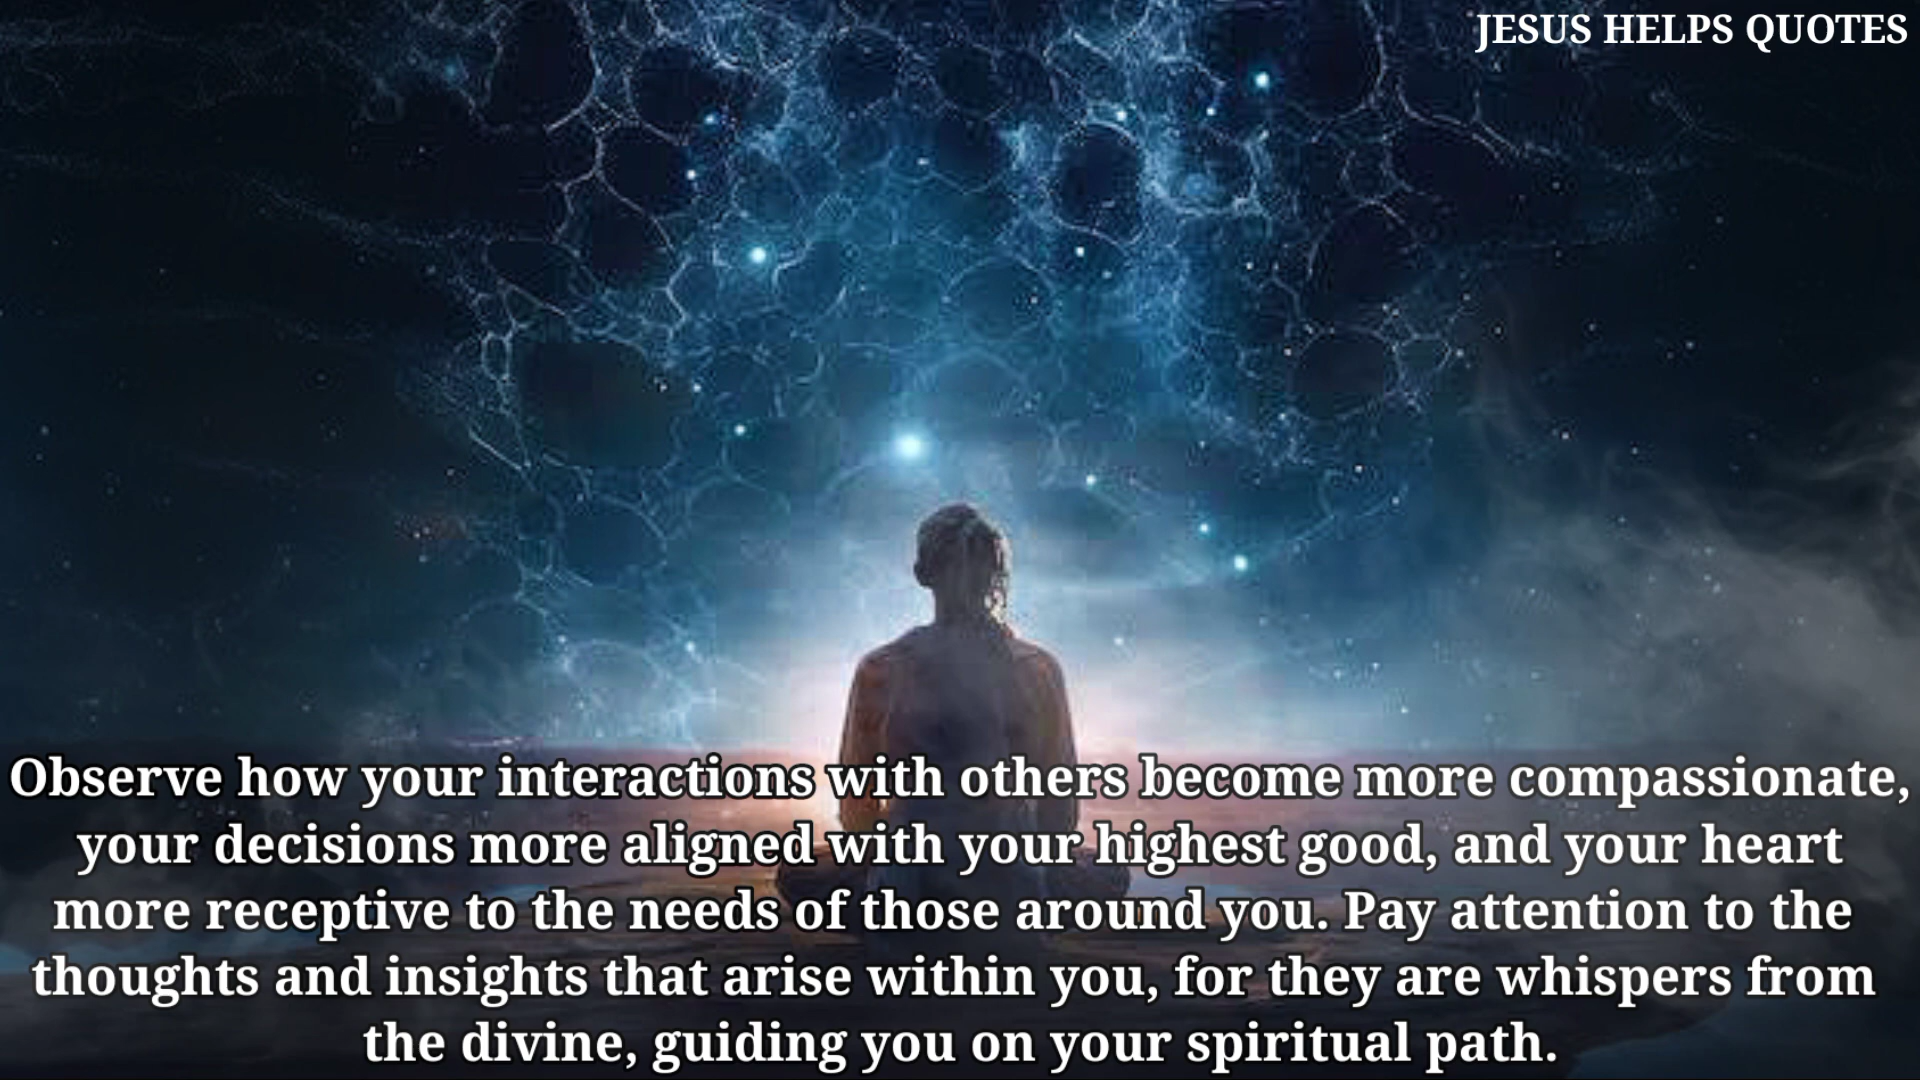 JESUS HELPS QUOTES
Observe how your interactions with others become more compassionate,
your decisions more aligned with your highest good, and your heart
more receptive to the needs of those around you. Pay attention to the
thoughts and insights that arise within you, for they are whispers from
the divine, guiding you on your spiritual path.